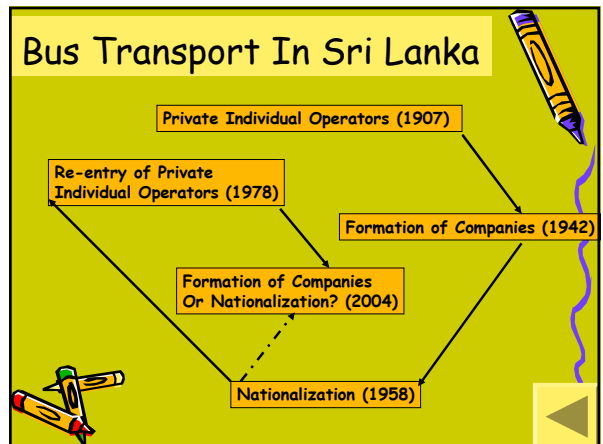 Bus Transport In Sri Lanka
Private Individual Operators (1907)
Re-entry of Private
Individual Operators (1978)
Formation of Companies (1942)
Formation of Companies
Or Nationalization? (2004)
Nationalization (1958)